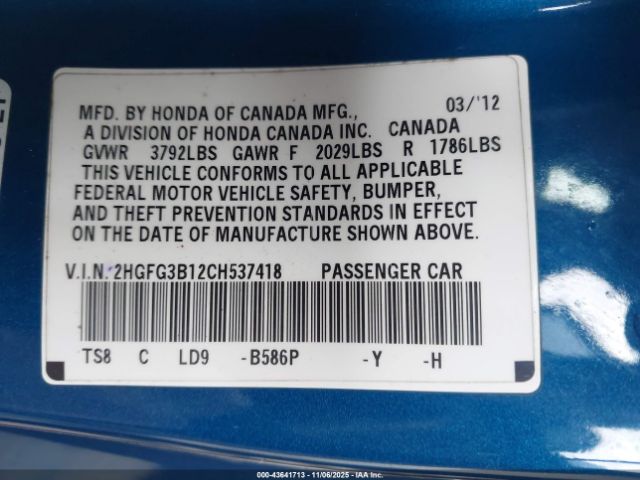 MFD. BY HONDA OF CANADA MFG., 03/'12
A DIVISION OF HONDA CANADA INC. CANADA
GVWR 3792LBS GAWR F 2029LBS R 1786LBS
THIS VEHICLE CONFORMS TO ALL APPLICABLE
FEDERAL MOTOR VEHICLE SAFETY, BUMPER,
AND THEFT PREVENTION STANDARDS IN EFFECT
ON THE DATE OF MANUFACTURE SHOWN ABOVE.
V.I.N. 2HGFG3B12CH537418 PASSENGER CAR
TS8 C LD9 -B586P -Y -H
000-43641713 - 11/06/2025 - IAA Inc.